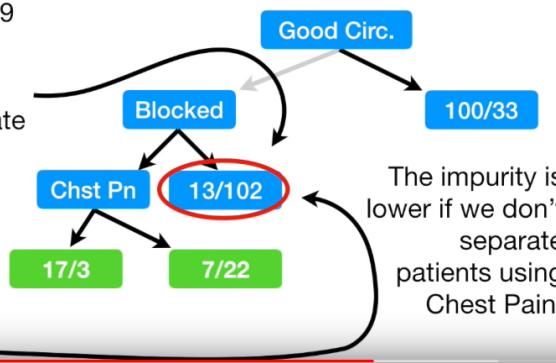 9
Good Circ.
Blocked
100/33
Chst Pn
13/102
The impurity is
lower if we don't
separate
patients using
Chest Pain
17/3
7/22